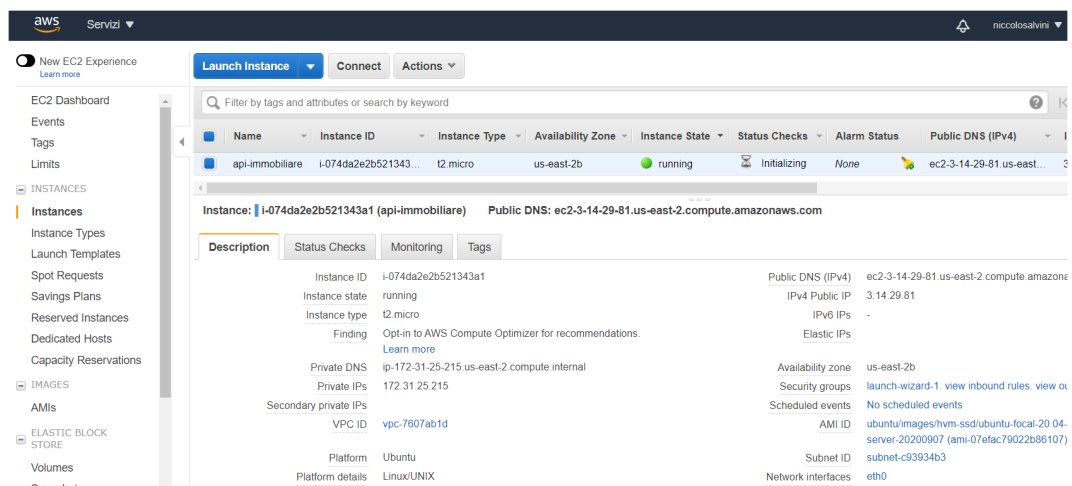 aws Servizi niccolosalvini
New EC2 Experience
Learn more
EC2 Dashboard
Events
Tags
Limits
INSTANCES
Instances
Instance Types
Launch Templates
Spot Requests
Savings Plans
Reserved Instances
Dedicated Hosts
Capacity Reservations
IMAGES
AMIs
ELASTIC BLOCK
STORE
Volumes
Launch Instance Connect Actions
Filter by tags and attributes or search by keyword
Name Instance ID Instance Type Availability Zone Instance State Status Checks Alarm Status Public DNS (IPv4)
api-immobiliare i-074da2e2b521343... t2.micro us-east-2b running Initializing None ec2-3-14-29-81.us-east... 3
Instance: i-074da2e2b521343a1 (api-immobiliare) Public DNS: ec2-3-14-29-81.us-east-2.compute.amazonaws.com
Description Status Checks Monitoring Tags
Instance ID i-074da2e2b521343a1 Public DNS (IPv4) ec2-3-14-29-81.us-east-2.compute.amazona
Instance state running IPv4 Public IP 3.14.29.81
Instance type t2.micro IPv6 IPs -
Finding Opt-in to AWS Compute Optimizer for recommendations. Elastic IPs
Learn more
Private DNS ip-172-31-25-215.us-east-2.compute.internal Availability zone us-east-2b
Private IPs 172.31.25.215 Security groups launch-wizard-1. view inbound rules. view ou
Secondary private IPs Scheduled events No scheduled events
VPC ID vpc-7607ab1d AMI ID ubuntu/images/hvm-ssd/ubuntu-focal-20.04-
server-20200907 (ami-07efac79022b86107)
Platform Ubuntu Subnet ID subnet-c93934b3
Platform details Linux/UNIX Network interfaces eth0